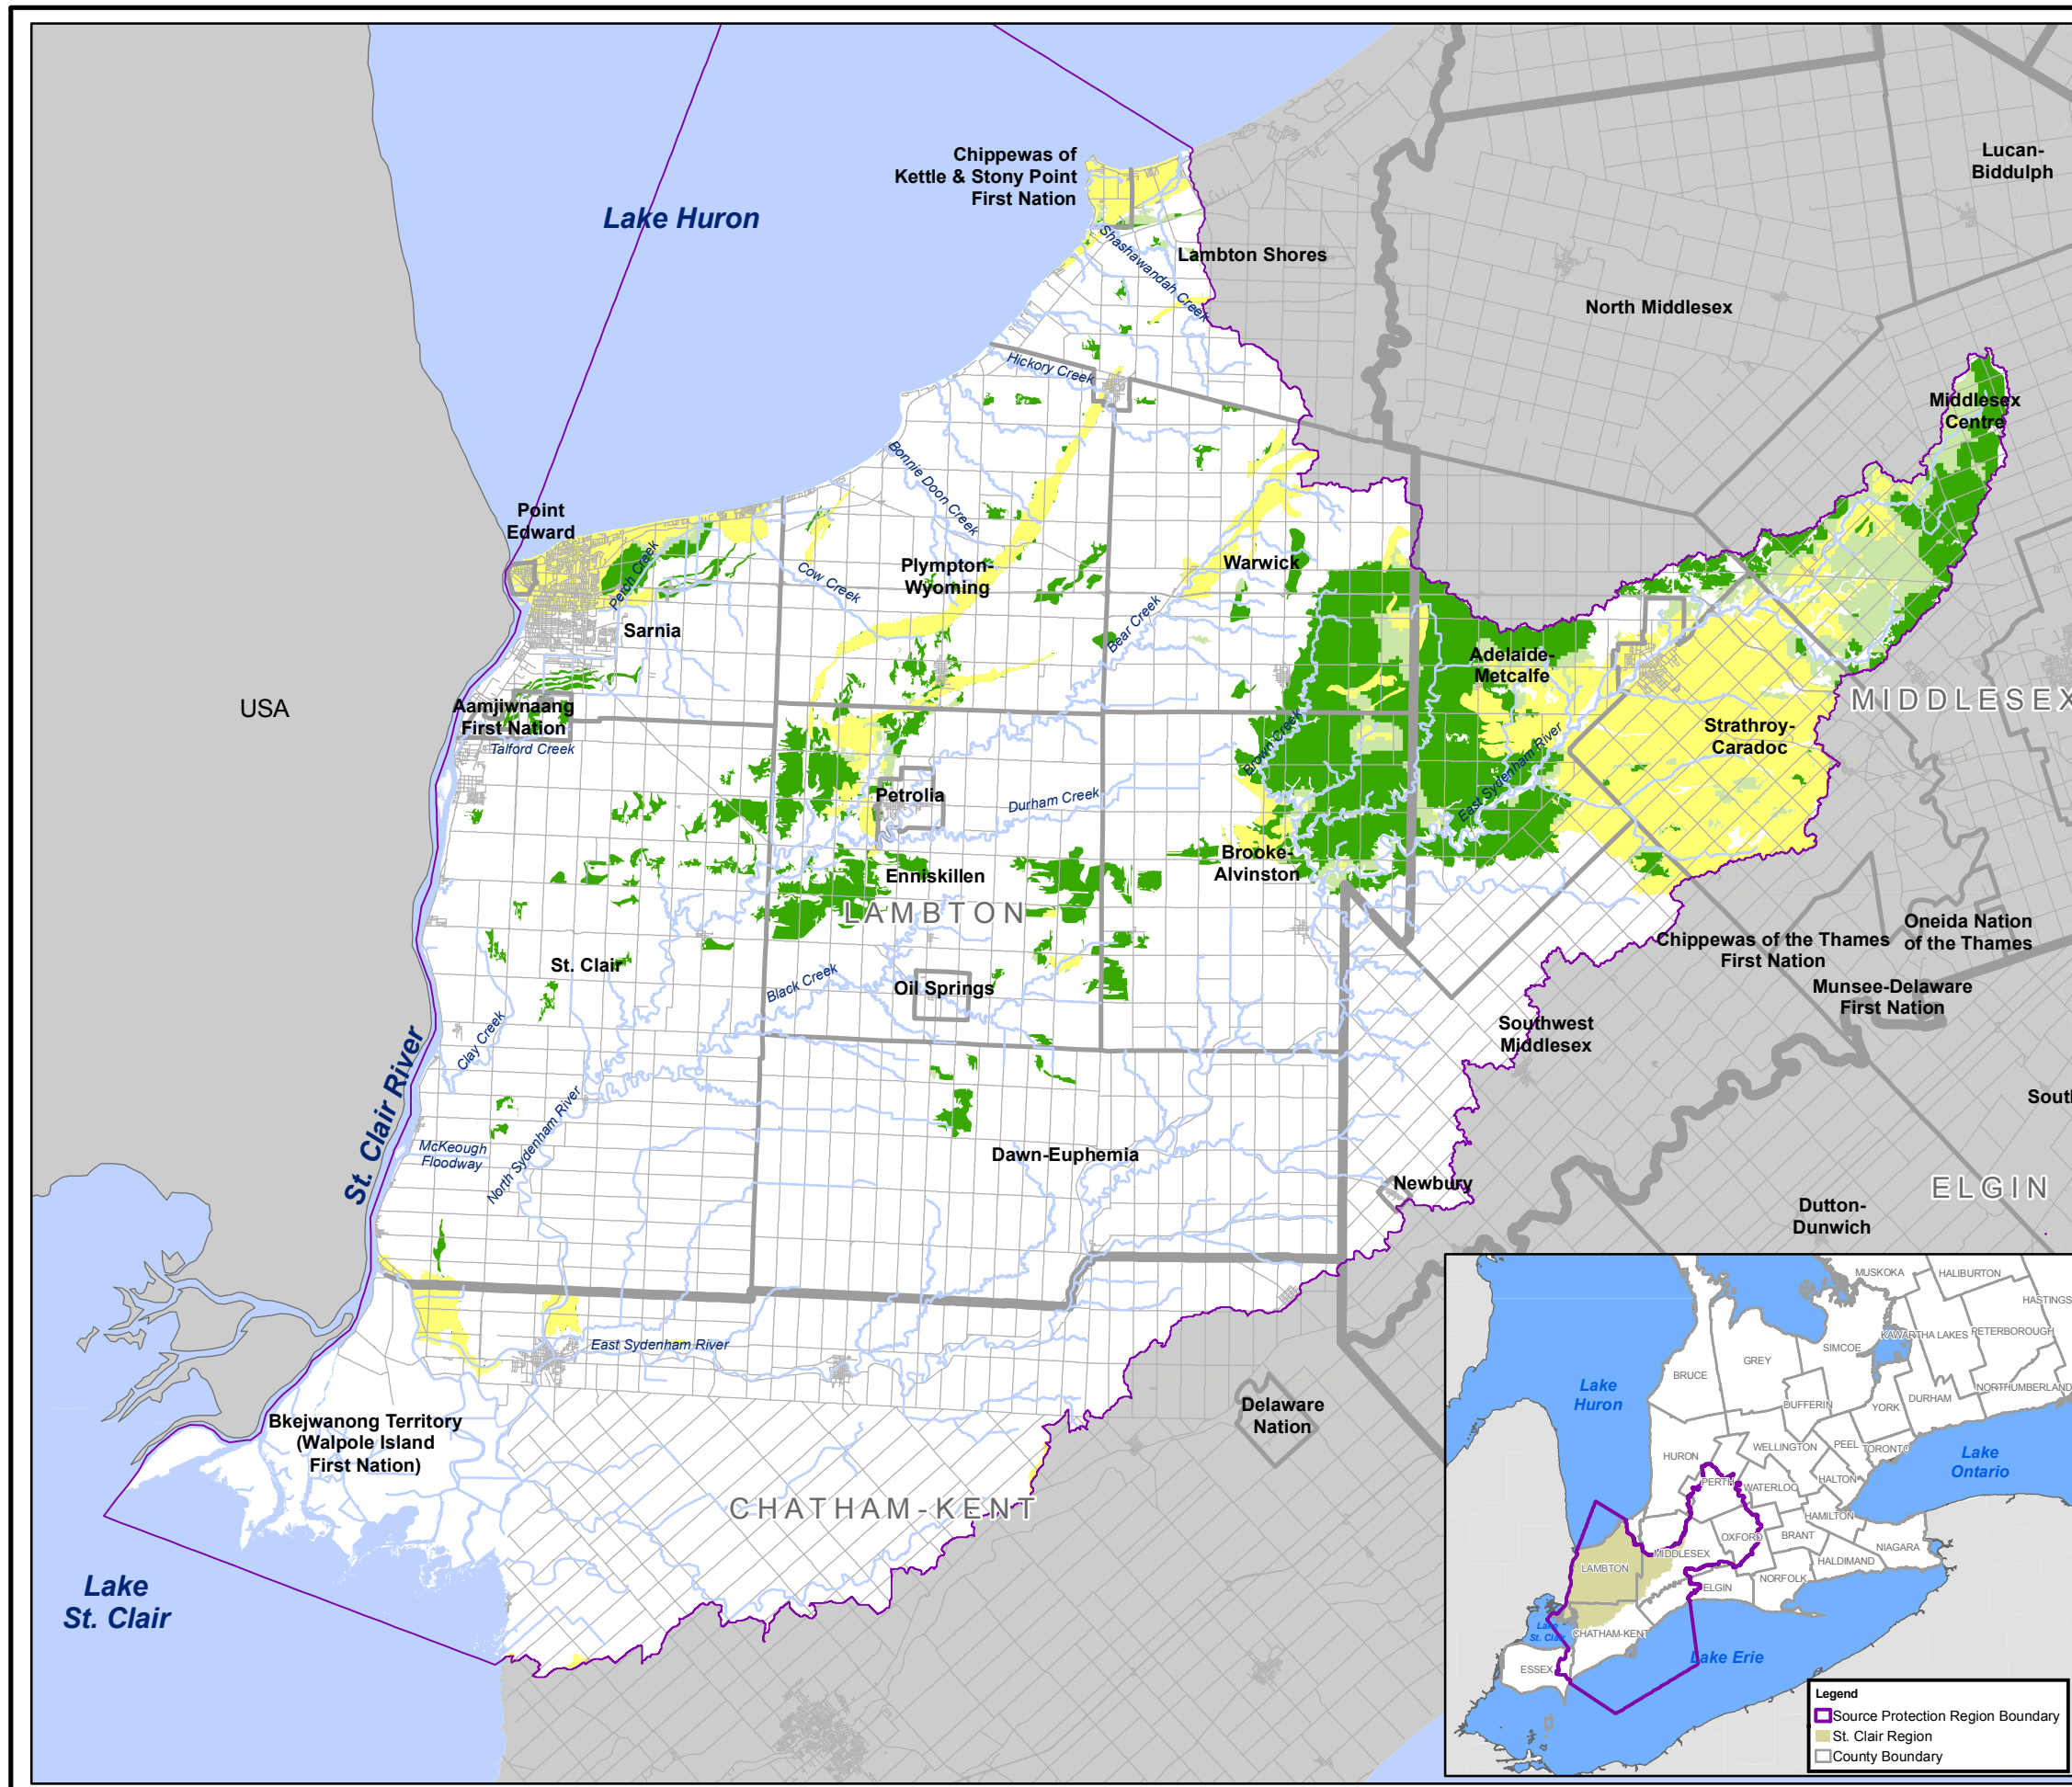 Lake Huron
Chippewas of
Kettle & Stony Point
First Nation
Shashawandah Creek
Lambton Shores
Lucan-
Biddulph
North Middlesex
Hickory Creek
Middlesex
Centre
Bonnie Doon Creek
Point
Edward
Perch Creek
Cow Creek
Plympton-
Wyoming
Warwick
Bear Creek
Sarnia
Adelaide-
Metcalfe
USA
Aamjiwnaang
First Nation
Talford Creek
MIDDLESEX
Strathroy-
Caradoc
Brown Creek
East Sydenham River
Petrolia
Durham Creek
Brooke-
Alvinston
Enniskillen
LAMBTON
Oneida Nation
of the Thames
Chippewas of the Thames
First Nation
St. Clair
Black Creek
Oil Springs
Munsee-Delaware
First Nation
Southwest
Middlesex
Clay Creek
St. Clair River
McKeough
Floodway
North Sydenham River
Dawn-Euphemia
Newbury
ELGIN
Dutton-
Dunwich
East Sydenham River
Delaware
Nation
Bkejwanong Territory
(Walpole Island
First Nation)
CHATHAM-KENT
Lake
St. Clair
MUSKOKA
HALIBURTON
HASTINGS
KAWARTHA LAKES
PETERBOROUGH
SIMCOE
GREY
BRUCE
Lake
Huron
DUFFERIN
YORK
DURHAM
NORTHUMBERLAND
HURON
WELLINGTON
PEEL
TORONTO
Lake
Ontario
PERTH
WATERLOO
HALTON
HAMILTON
OXFORD
BRANT
NIAGARA
MIDDLESEX
HALDIMAND
LAMBTON
ELGIN
NORFOLK
Lake
St. Clair
CHATHAM-KENT
Lake Erie
ESSEX
Legend
Source Protection Region Boundary
St. Clair Region
County Boundary